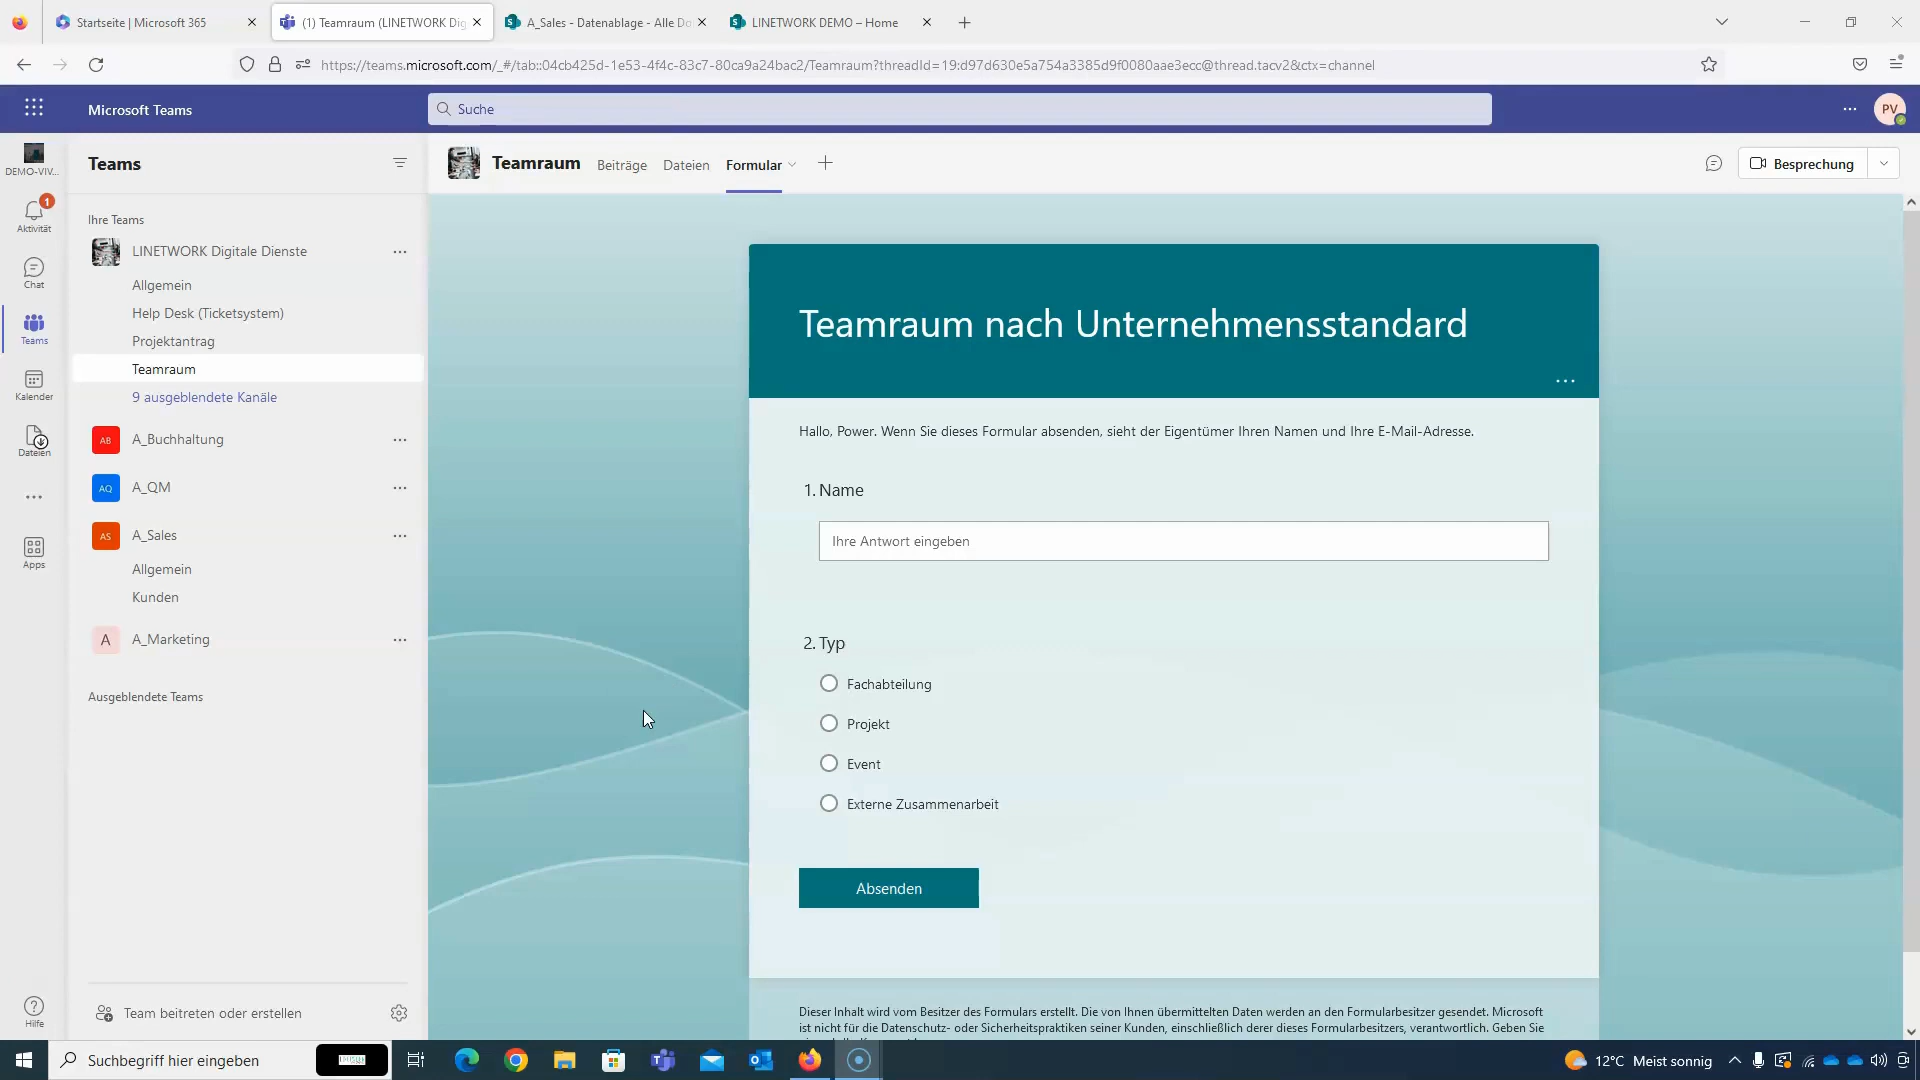 Startseite | Microsoft 365
(1) Teamraum (LINETWORK Dig
A_Sales - Datenablage - Alle Do
LINETWORK DEMO – Home
https://teams.microsoft.com/_#/tab::04cb425d-1e53-4f4c-83c7-80ca9a24bac2/Teamraum?threadId=19:d97d630e5a754a3385d9f0080aae3ecc@thread.tacv2&ctx=channel
Microsoft Teams
Suche
PV
DEMO-VIV...
1
Aktivität
Chat
Teams
Kalender
Dateien
Apps
Hilfe
Teams
Ihre Teams
LINETWORK Digitale Dienste
Allgemein
Help Desk (Ticketsystem)
Projektantrag
Teamraum
9 ausgeblendete Kanäle
AB
A_Buchhaltung
AQ
A_QM
AS
A_Sales
Allgemein
Kunden
A
A_Marketing
Ausgeblendete Teams
Team beitreten oder erstellen
Teamraum
Beiträge
Dateien
Formular
Besprechung
Teamraum nach Unternehmensstandard
Hallo, Power. Wenn Sie dieses Formular absenden, sieht der Eigentümer Ihren Namen und Ihre E-Mail-Adresse.
1. Name
Ihre Antwort eingeben
2. Typ
Fachabteilung
Projekt
Event
Externe Zusammenarbeit
Absenden
Dieser Inhalt wird vom Besitzer des Formulars erstellt. Die von Ihnen übermittelten Daten werden an den Formularbesitzer gesendet. Microsoft
ist nicht für die Datenschutz- oder Sicherheitspraktiken seiner Kunden, einschließlich derer dieses Formularbesitzers, verantwortlich. Geben Sie
Suchbegriff hier eingeben
12°C Meist sonnig